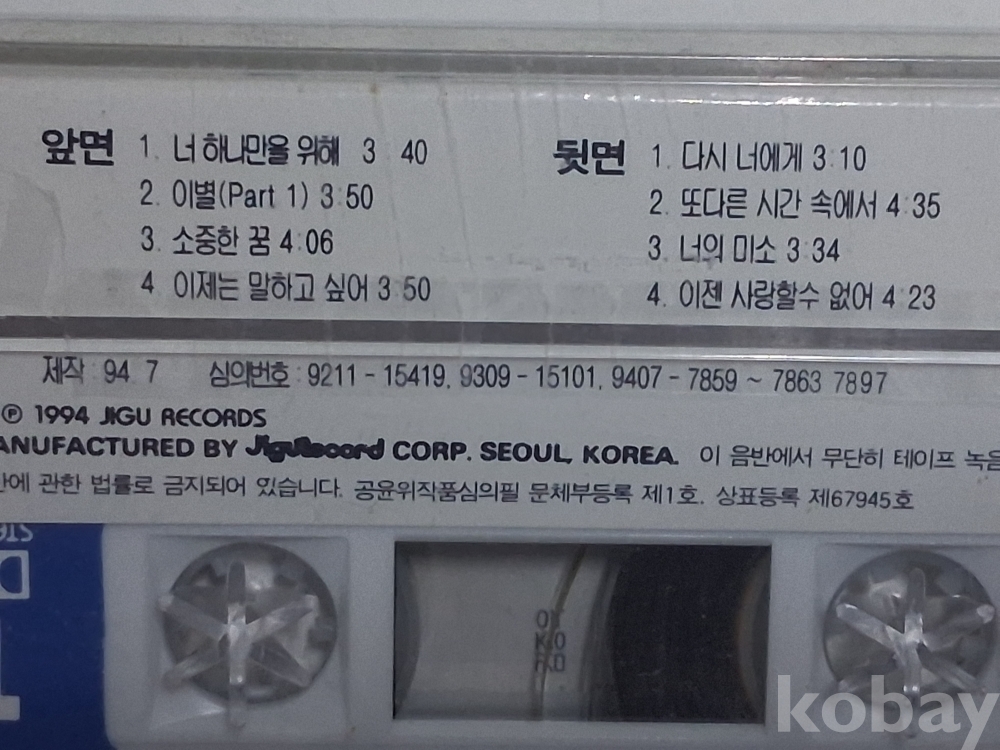 앞면
1. 너 하나만을 위해 3 40
2. 이별(Part 1) 3:50
3. 소중한 꿈 4:06
4 이제는 말하고 싶어 3 50
뒷면
1. 다시 너에게 3:10
2. 또다른 시간 속에서 4:35
3. 너의 미소 3 34
4. 이젠 사랑할수 없어 4 23
제작 94 7 심의번호 : 9211 - 15419, 9309 - 15101, 9407 - 7859 ~ 7863 7897
℗ 1994 JIGU RECORDS
ANUFACTURED BY JiguRecord CORP. SEOUL, KOREA. 이 음반에서 무단히 테이프 녹음
에 관한 법률로 금지되어 있습니다. 공윤위작품심의필 문체부등록 제1호. 상표등록 제67945호
kobay